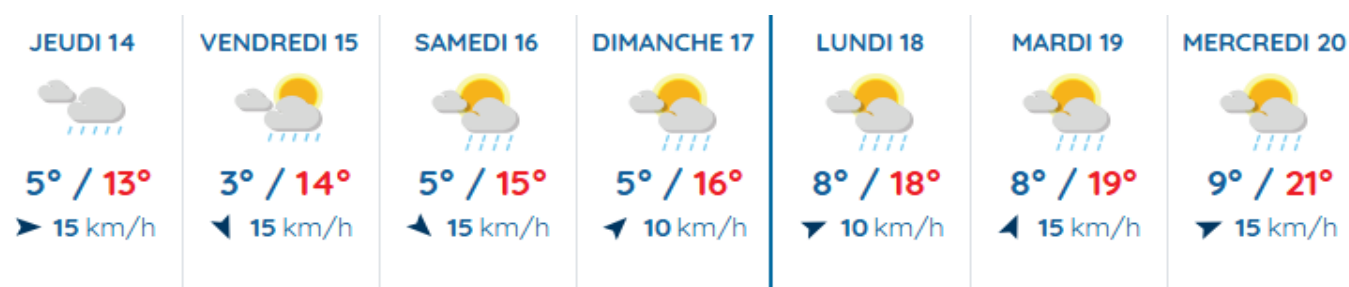 JEUDI 14
5° / 13°
15 km/h
VENDREDI 15
3° / 14°
15 km/h
SAMEDI 16
5° / 15°
15 km/h
DIMANCHE 17
5° / 16°
10 km/h
LUNDI 18
8° / 18°
10 km/h
MARDI 19
8° / 19°
15 km/h
MERCREDI 20
9° / 21°
15 km/h